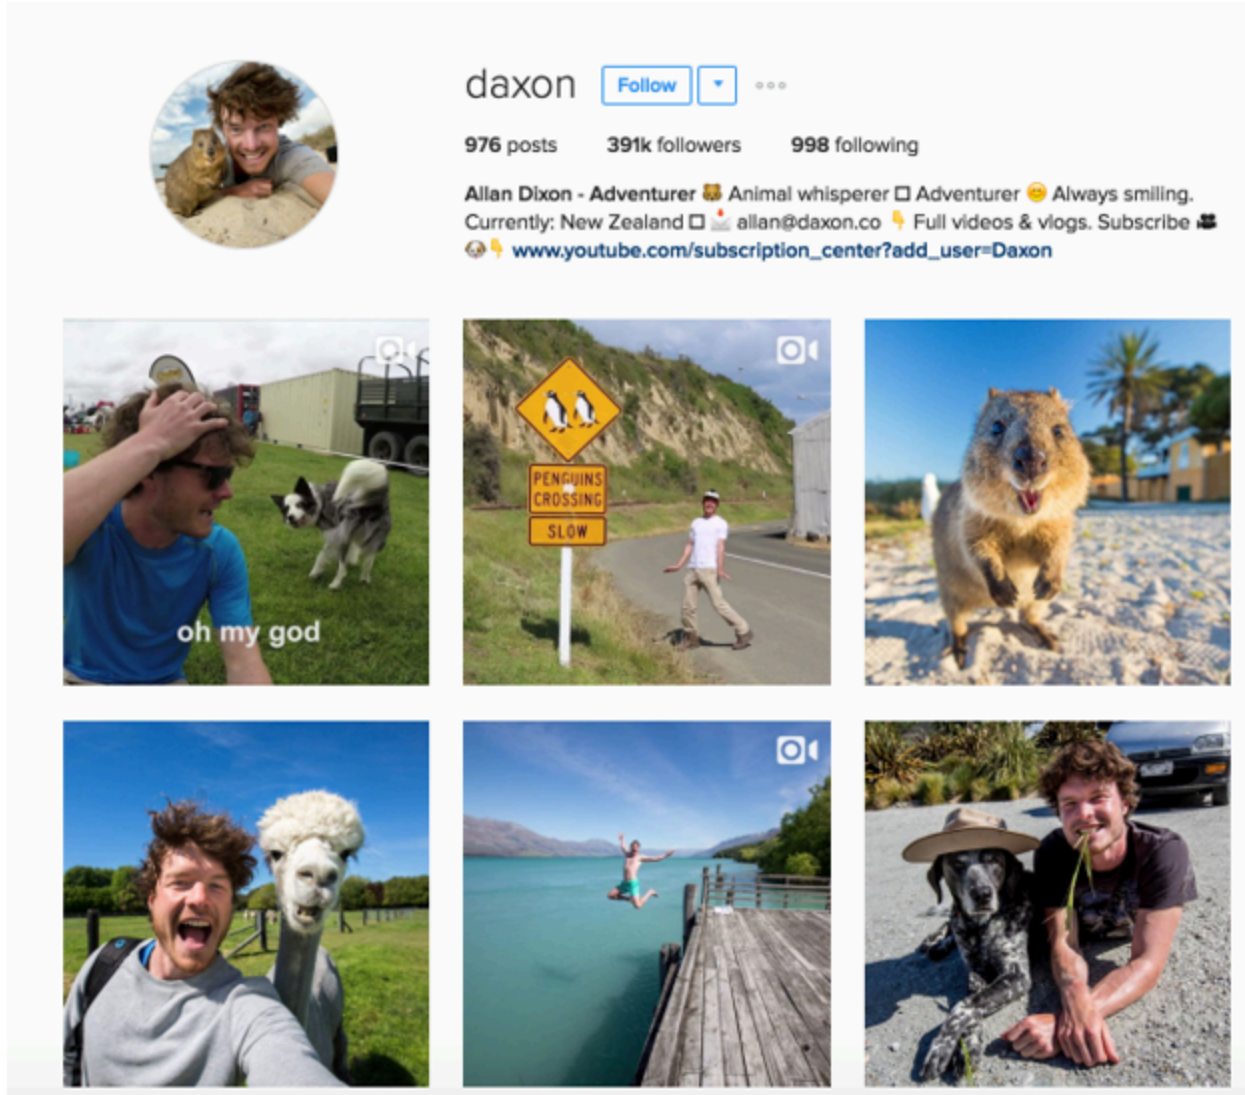 daxon Follow
976 posts 391k followers 998 following
Allan Dixon - Adventurer 🐻 Animal whisperer □ Adventurer 😊 Always smiling.
Currently: New Zealand □ 📩 allan@daxon.co 👇 Full videos & vlogs. Subscribe 🎥
🐶👇 www.youtube.com/subscription_center?add_user=Daxon
oh my god
PENGUINS
CROSSING
SLOW